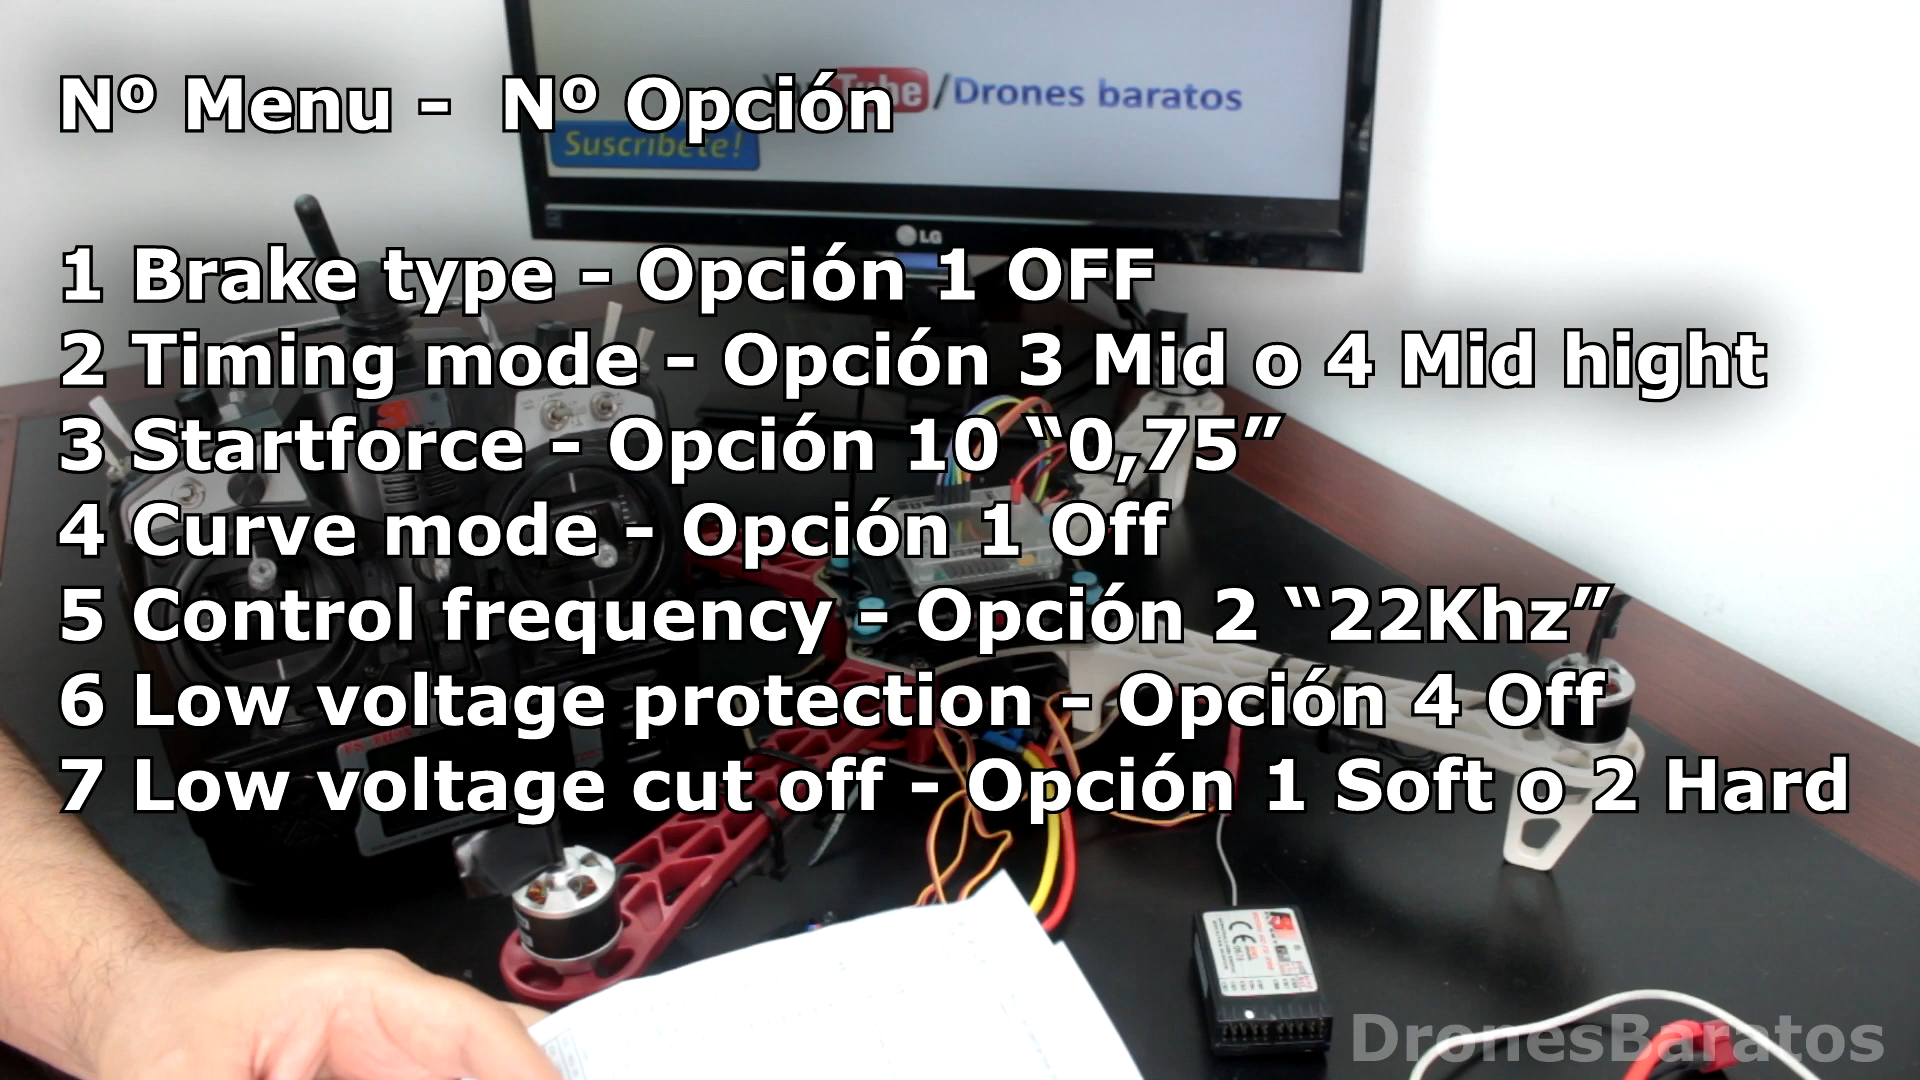 Nº Menu - Nº Opción
Tube /Drones baratos
Suscríbete!
LG
1 Brake type - Opción 1 OFF
2 Timing mode - Opción 3 Mid o 4 Mid hight
3 Startforce - Opción 10 “0,75”
4 Curve mode - Opción 1 Off
5 Control frequency - Opción 2 “22Khz”
6 Low voltage protection - Opción 4 Off
7 Low voltage cut off - Opción 1 Soft o 2 Hard
DronesBaratos